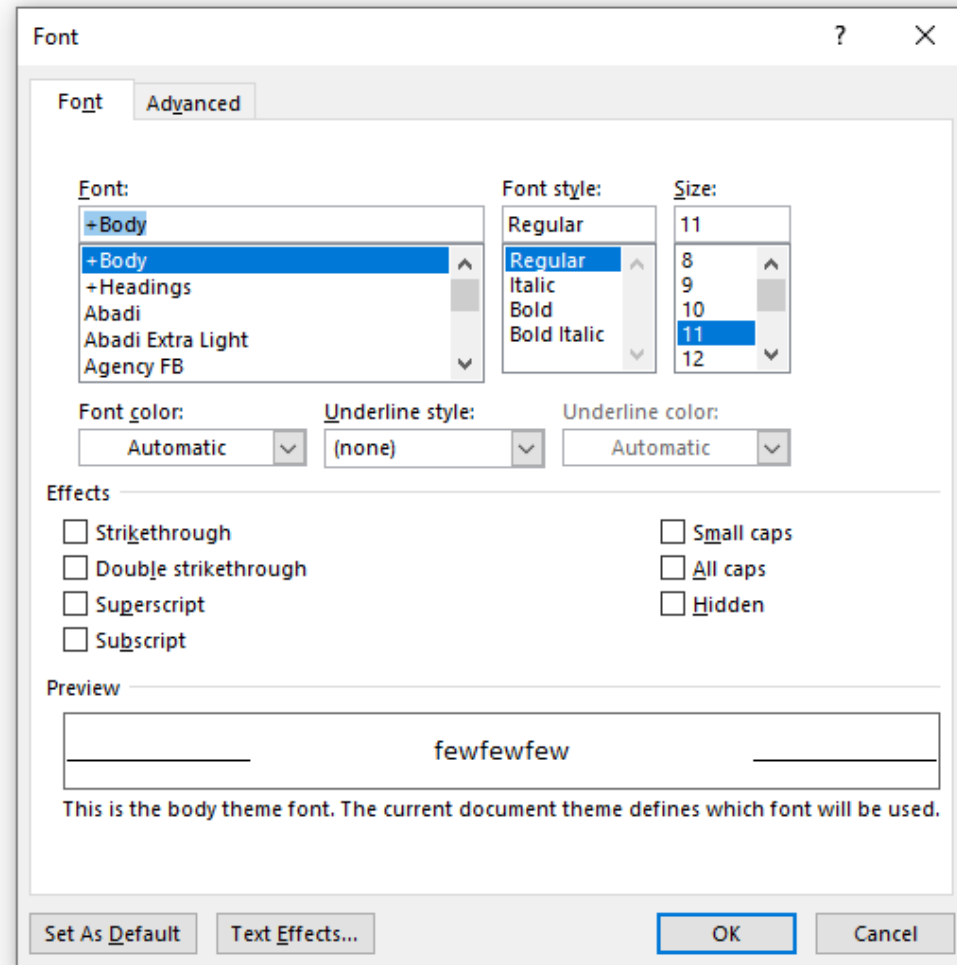 Font ?
Font Advanced
Font: Font style: Size:
+Body Regular 11
+Body Regular 8
+Headings Italic 9
Abadi Bold 10
Abadi Extra Light Bold Italic 11
Agency FB 12
Font color: Underline style: Underline color:
Automatic (none) Automatic
Effects
Strikethrough Small caps
Double strikethrough All caps
Superscript Hidden
Subscript
Preview
fewfewfew
This is the body theme font. The current document theme defines which font will be used.
Set As Default Text Effects... OK Cancel